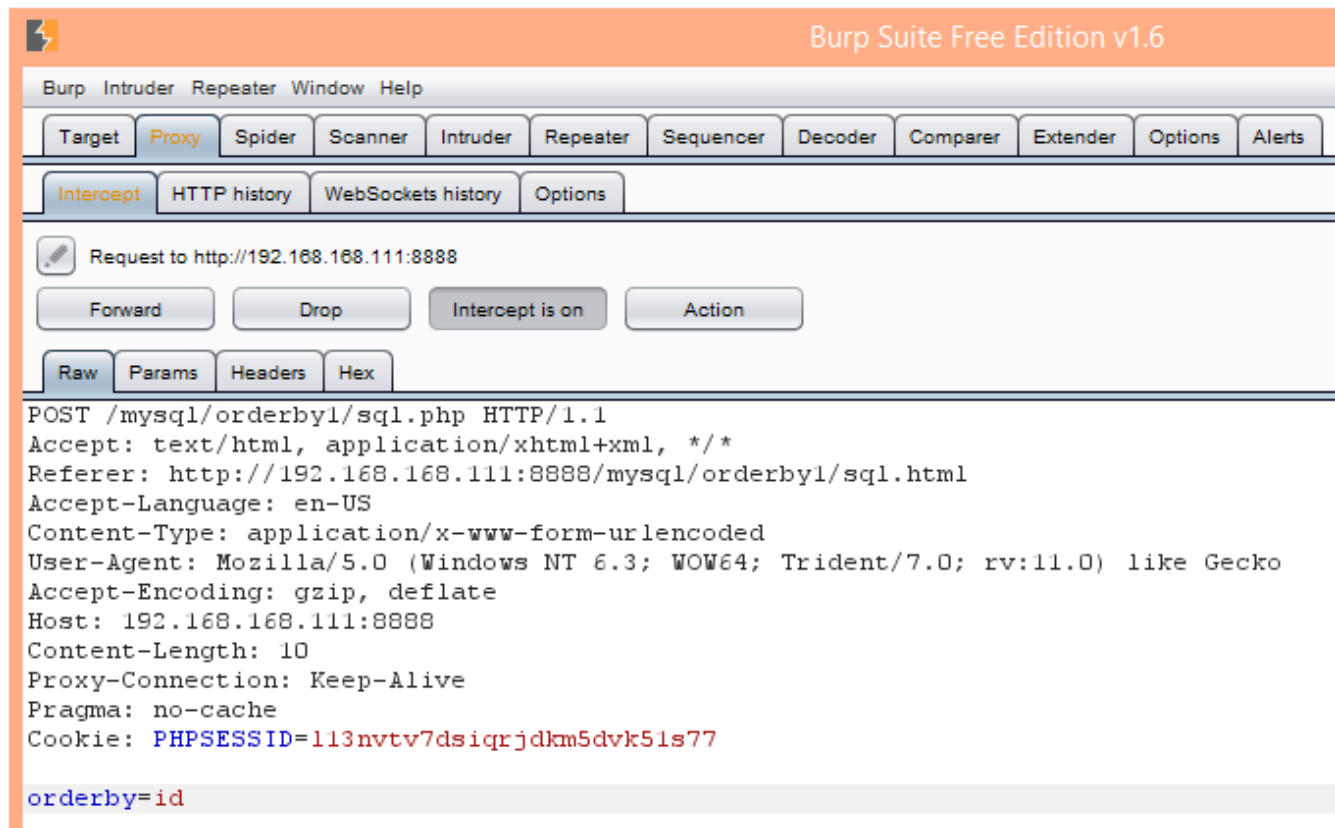 Burp Suite Free Edition v1.6
Burp Intruder Repeater Window Help
Target Proxy Spider Scanner Intruder Repeater Sequencer Decoder Comparer Extender Options Alerts
Intercept HTTP history WebSockets history Options
Request to http://192.168.168.111:8888
Forward Drop Intercept is on Action
Raw Params Headers Hex
POST /mysql/orderby1/sql.php HTTP/1.1
Accept: text/html, application/xhtml+xml, */*
Referer: http://192.168.168.111:8888/mysql/orderby1/sql.html
Accept-Language: en-US
Content-Type: application/x-www-form-urlencoded
User-Agent: Mozilla/5.0 (Windows NT 6.3; WOW64; Trident/7.0; rv:11.0) like Gecko
Accept-Encoding: gzip, deflate
Host: 192.168.168.111:8888
Content-Length: 10
Proxy-Connection: Keep-Alive
Pragma: no-cache
Cookie: PHPSESSID=l13nvtv7dsiqrjdkm5dvk51s77
orderby=id